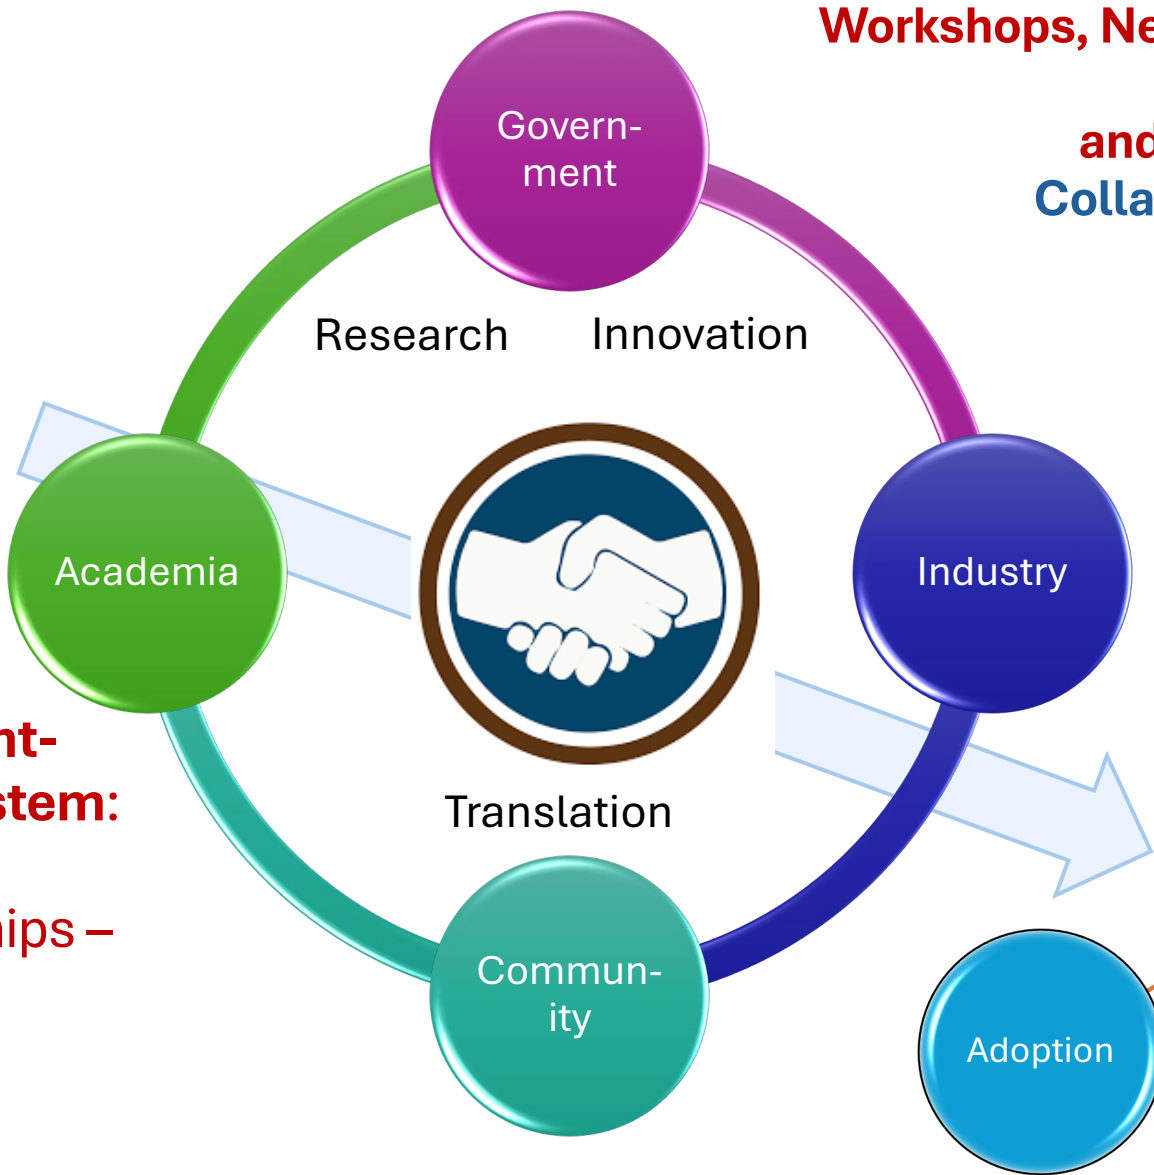 Workshops, Ne
Govern-
ment
and
Colla
Research Innovation
Academia
Industry
nt-
stem:
Translation
ips –
Commun-
ity
Adoption